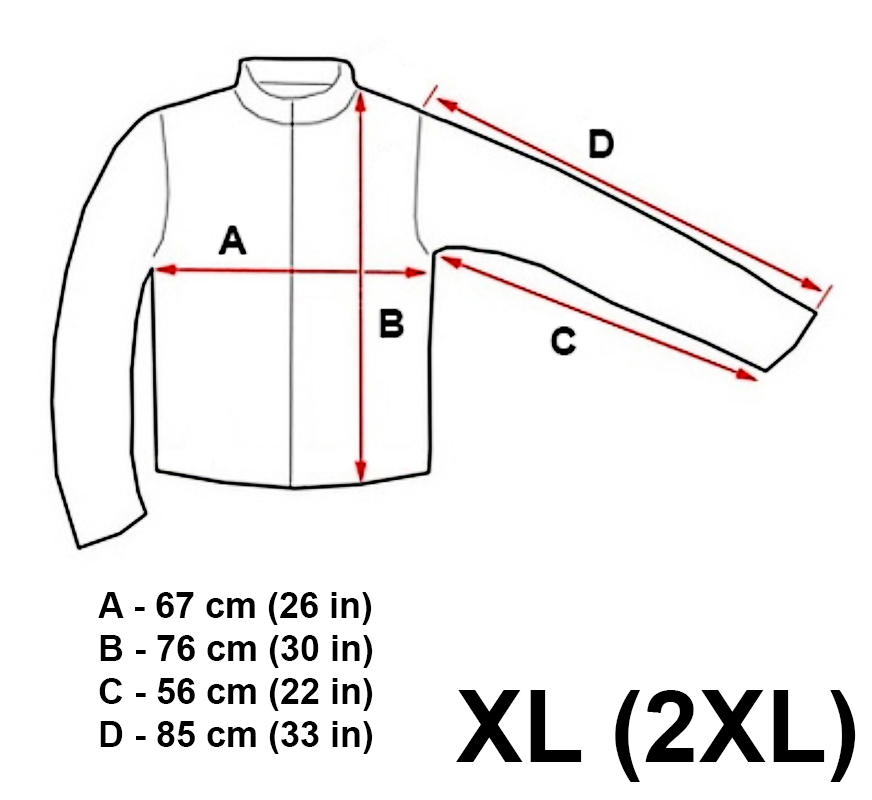 D
A
B
C
A - 67 cm (26 in)
B - 76 cm (30 in)
C - 56 cm (22 in)
D - 85 cm (33 in)
XL (2XL)